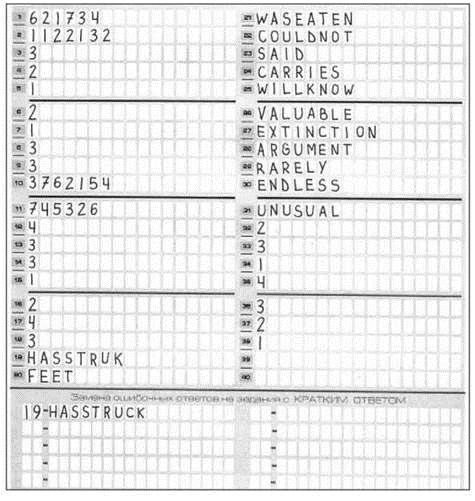 1 621734
2 1122132
3 3
4 2
5 1
6 2
7 1
8 3
9 3
10 3762154
11 745326
12 4
13 3
14 3
15 1
16 2
17 4
18 3
19 HASSTRUK
20 FEET
21 WASEATEN
22 COULDNOT
23 SAID
24 CARRIES
25 WILLKNOW
26 VALUABLE
27 EXTINCTION
28 ARGUMENT
29 RARELY
30 ENDLESS
31 UNUSUAL
32 2
33 3
34 1
35 4
36 3
37 2
38 1
39
40
Замена ошибочных ответов на задания с КРАТКИМ ОТВЕТОМ
19-HASSTRUCK